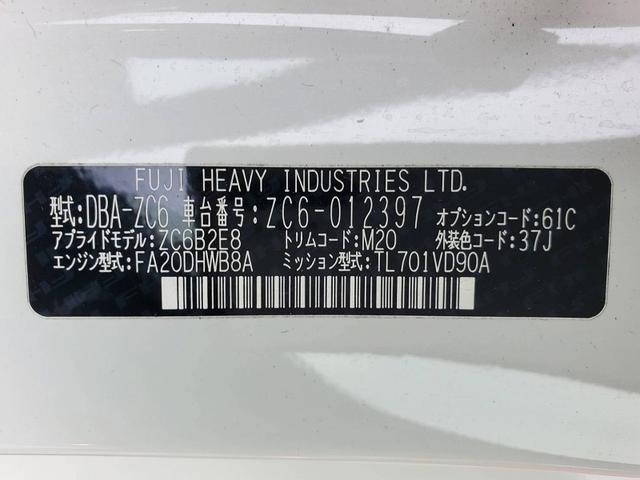 FUJI HEAVY INDUSTRIES LTD.
型式:DBA-ZC6 車台番号:ZC6-012397 オプションコード:61C
アプライドモデル:ZC6B2E8 トリムコード:M20 外装色コード:37J
エンジン型式:FA20DHWB8A ミッション型式:TL701VD90A